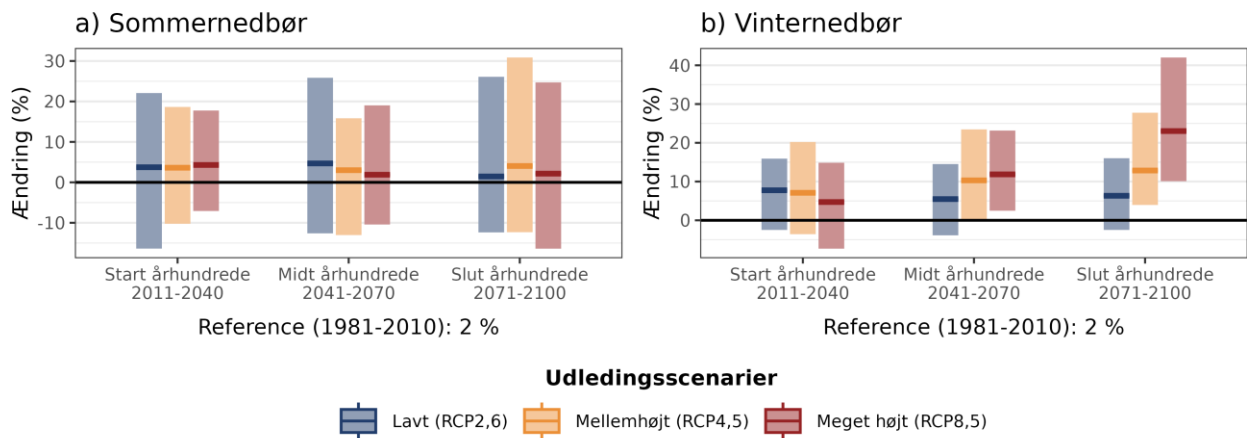 a) Sommernedbør
30
20
10
0
-10
Ændring (%)
Start århundrede
2011-2040
Midt århundrede
2041-2070
Slut århundrede
2071-2100
Reference (1981-2010): 2 %
b) Vinternedbør
40
30
20
10
0
Ændring (%)
Start århundrede
2011-2040
Midt århundrede
2041-2070
Slut århundrede
2071-2100
Reference (1981-2010): 2 %
Udledingsscenarier
Lavt (RCP2,6)
Mellemhøjt (RCP4,5)
Meget højt (RCP8,5)